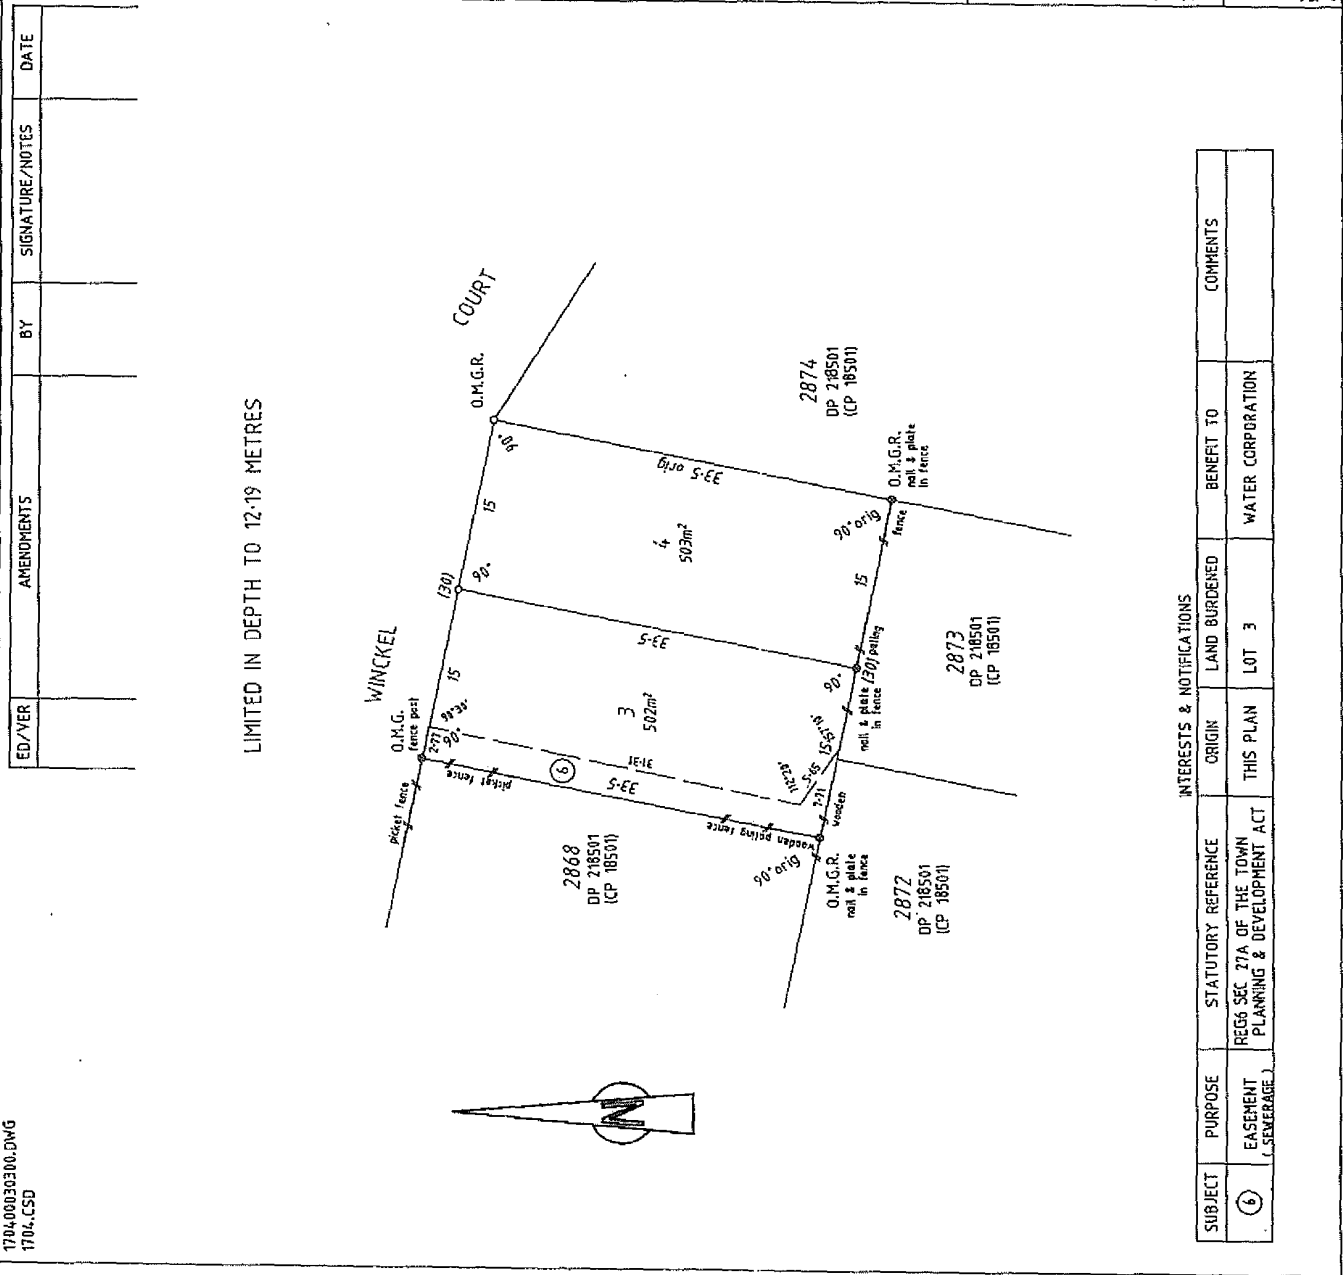 170400030300.DWG
1704.CSD
ED/VER
AMENDMENTS
BY
SIGNATURE/NOTES
DATE
LIMITED IN DEPTH TO 12·19 METRES
WINCKEL
COURT
O.M.G.
fence post
picket fence
picket fence
2·77
90°
15
(30)
90°
15
O.M.G.R.
90°
3
502m²
4
503m²
33·5
33·5
33·5 orig
31·31
6
5·65
2·71
wooden
wooden paling fence
90°
nail & plate
in fence
(30) paling
15
fence
90° orig
90° orig
O.M.G.R.
nail & plate
in fence
O.M.G.R.
nail & plate
in fence
2868
DP 218501
(CP 18501)
2872
DP 218501
(CP 18501)
2873
DP 218501
(CP 18501)
2874
DP 218501
(CP 18501)
N
INTERESTS & NOTIFICATIONS
SUBJECT
PURPOSE
STATUTORY REFERENCE
ORIGIN
LAND BURDENED
BENEFIT TO
COMMENTS
6
EASEMENT
( SEWERAGE )
REG6 SEC 27A OF THE TOWN
PLANNING & DEVELOPMENT ACT
THIS PLAN
LOT 3
WATER CORPORATION